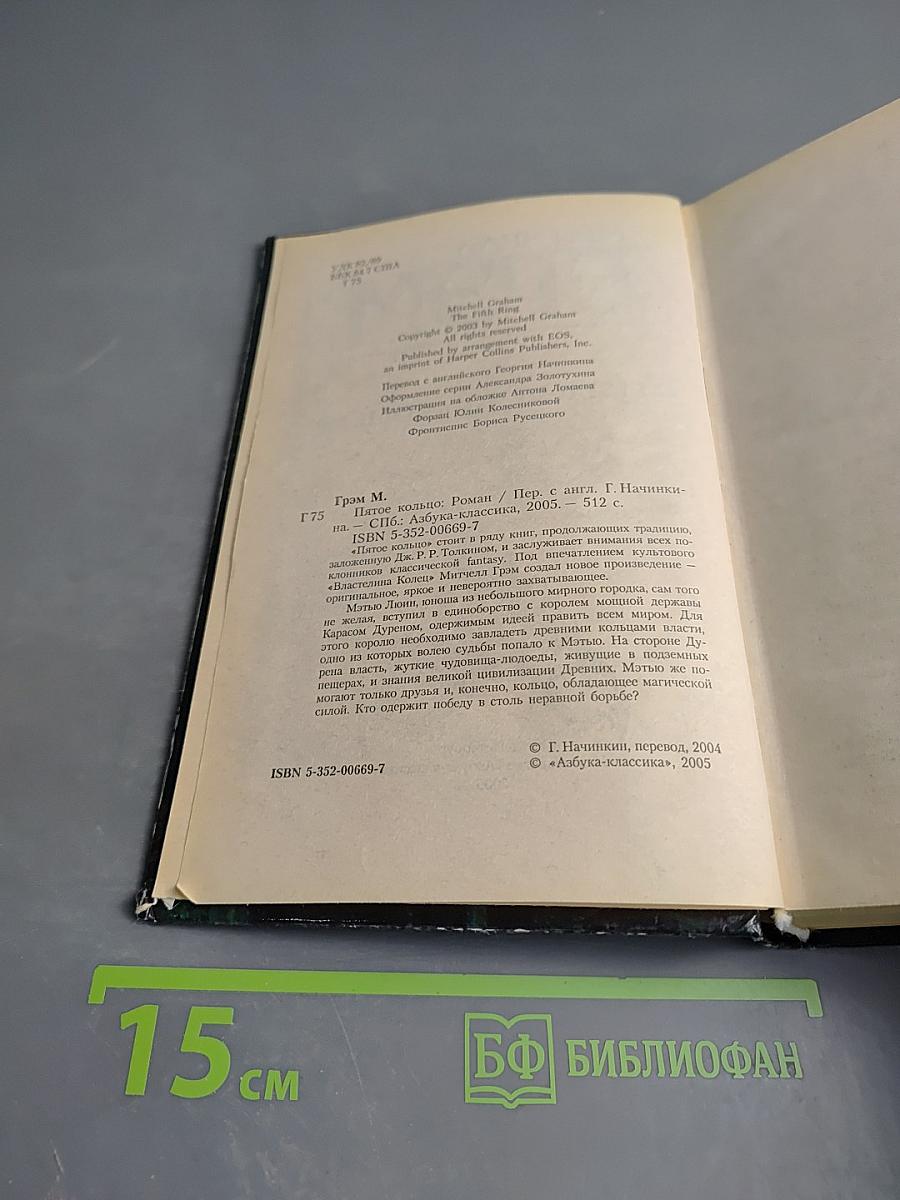 УДК 82/89
ББК 84.7 США
Г 75
Mitchell Graham
The Fifth Ring
Copyright © 2003 by Mitchell Graham
All rights reserved
Published by arrangement with EOS,
an imprint of Harper Collins Publishers, Inc.
Перевод с английского Георгия Начинкина
Оформление серии Александра Золотухина
Иллюстрация на обложке Антона Ломаева
Форзац Юлии Колесниковой
Фронтиспис Бориса Русецкого
Грэм М.
Г 75 Пятое кольцо: Роман / Пер. с англ. Г. Начинки-
на. — СПб.: Азбука-классика, 2005. — 512 с.
ISBN 5-352-00669-7
«Пятое кольцо» стоит в ряду книг, продолжающих традицию,
заложенную Дж. Р. Р. Толкином, и заслуживает внимания всех по-
клонников классической fantasy. Под впечатлением культового
«Властелина Колец» Митчелл Грэм создал новое произведение —
оригинальное, яркое и невероятно захватывающее.
Мэтью Люин, юноша из небольшого мирного городка, сам того
не желая, вступил в единоборство с королем мощной державы
Карасом Дуреном, одержимым идеей править всем миром. Для
этого королю необходимо завладеть древними кольцами власти,
одно из которых волею судьбы попало к Мэтью. На стороне Ду-
рена власть, жуткие чудовища-людоеды, живущие в подземных
пещерах, и знания великой цивилизации Древних. Мэтью же по-
могают только друзья и, конечно, кольцо, обладающее магической
силой. Кто одержит победу в столь неравной борьбе?
© Г. Начинкин, перевод, 2004
ISBN 5-352-00669-7 © «Азбука-классика», 2005
15 см БФ БИБЛИОФАН